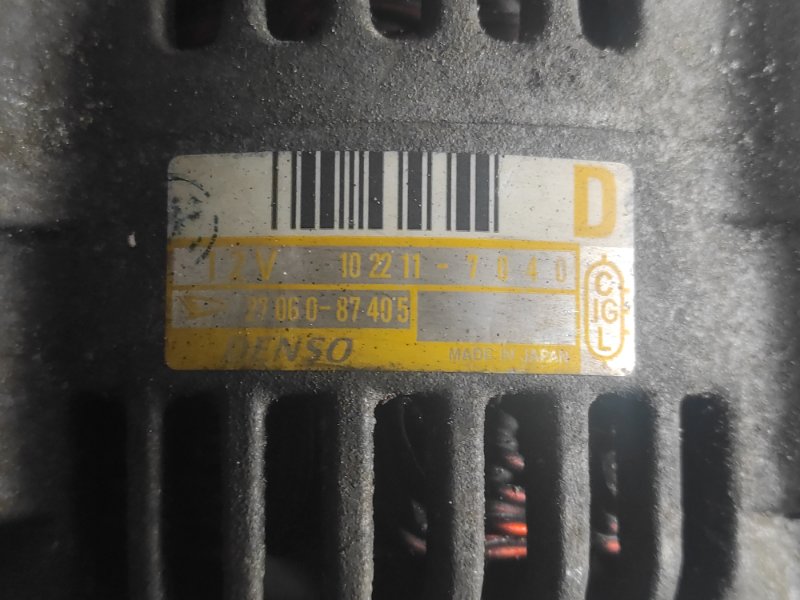 D
12V 102211-7040
27060-87405
DENSO MADE IN JAPAN
C
IG
L